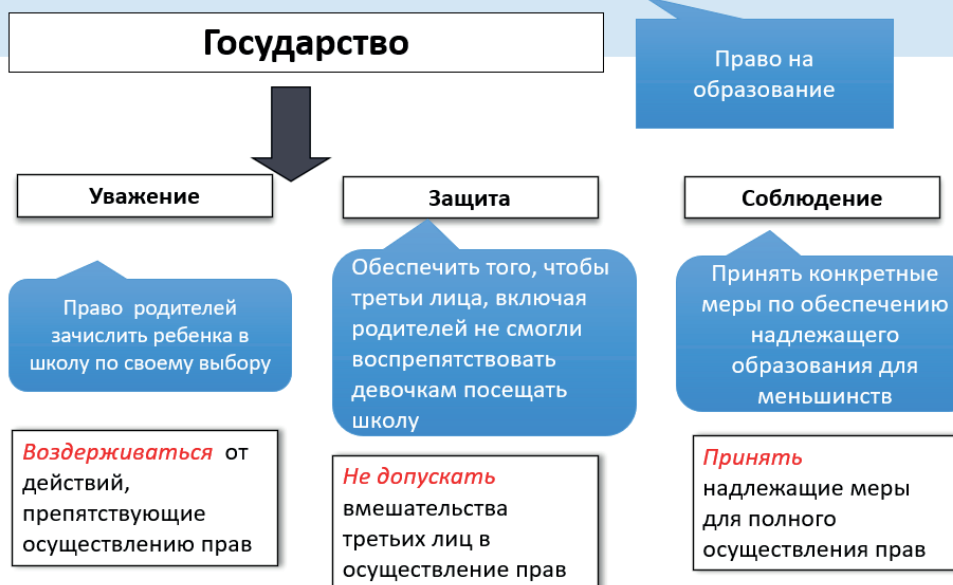 Государство
Право на
образование
Уважение
Защита
Соблюдение
Право родителей
зачислить ребенка в
школу по своему выбору
Обеспечить того, чтобы
третьи лица, включая
родителей не смогли
воспрепятствовать
девочкам посещать
школу
Принять конкретные
меры по обеспечению
надлежащего
образования для
меньшинств
Воздерживаться от
действий,
препятствующие
осуществлению прав
Не допускать
вмешательства
третьих лиц в
осуществление прав
Принять
надлежащие меры
для полного
осуществления прав